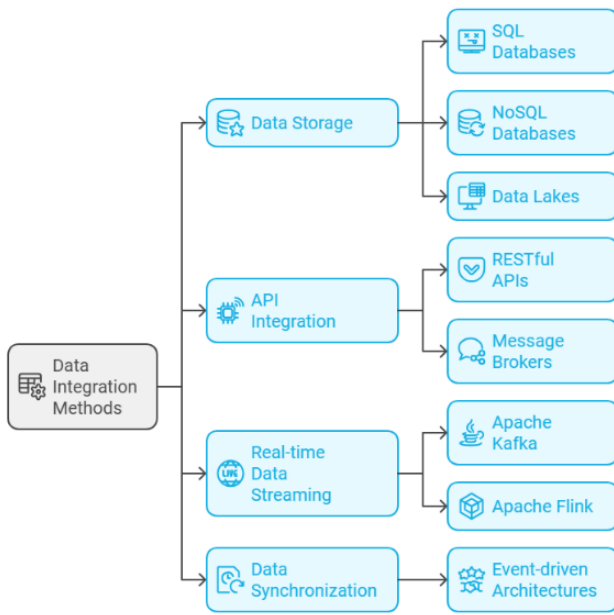 Data
Integration
Methods
Data Storage
SQL
Databases
NoSQL
Databases
Data Lakes
API
Integration
RESTful
APIs
Message
Brokers
Real-time
Data
Streaming
LIVE
Apache
Kafka
Apache Flink
Data
Synchronization
Event-driven
Architectures